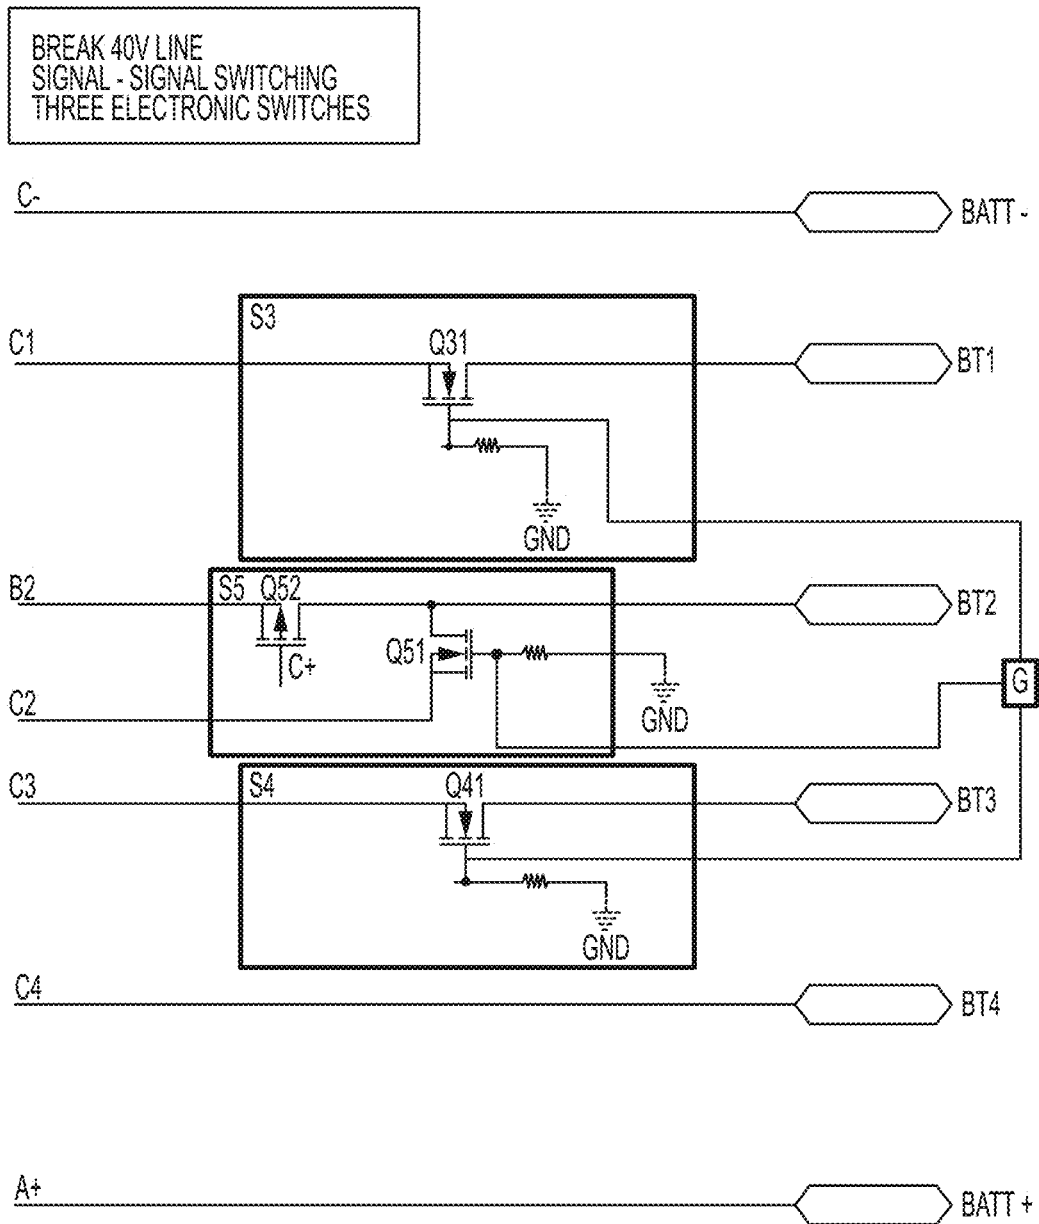 BREAK 40V LINE
SIGNAL - SIGNAL SWITCHING
THREE ELECTRONIC SWITCHES
C-
BATT -
S3
C1
Q31
BT1
GND
B2
S5
Q52
BT2
C+
Q51
G
C2
GND
C3
S4
Q41
BT3
GND
C4
BT4
A+
BATT +